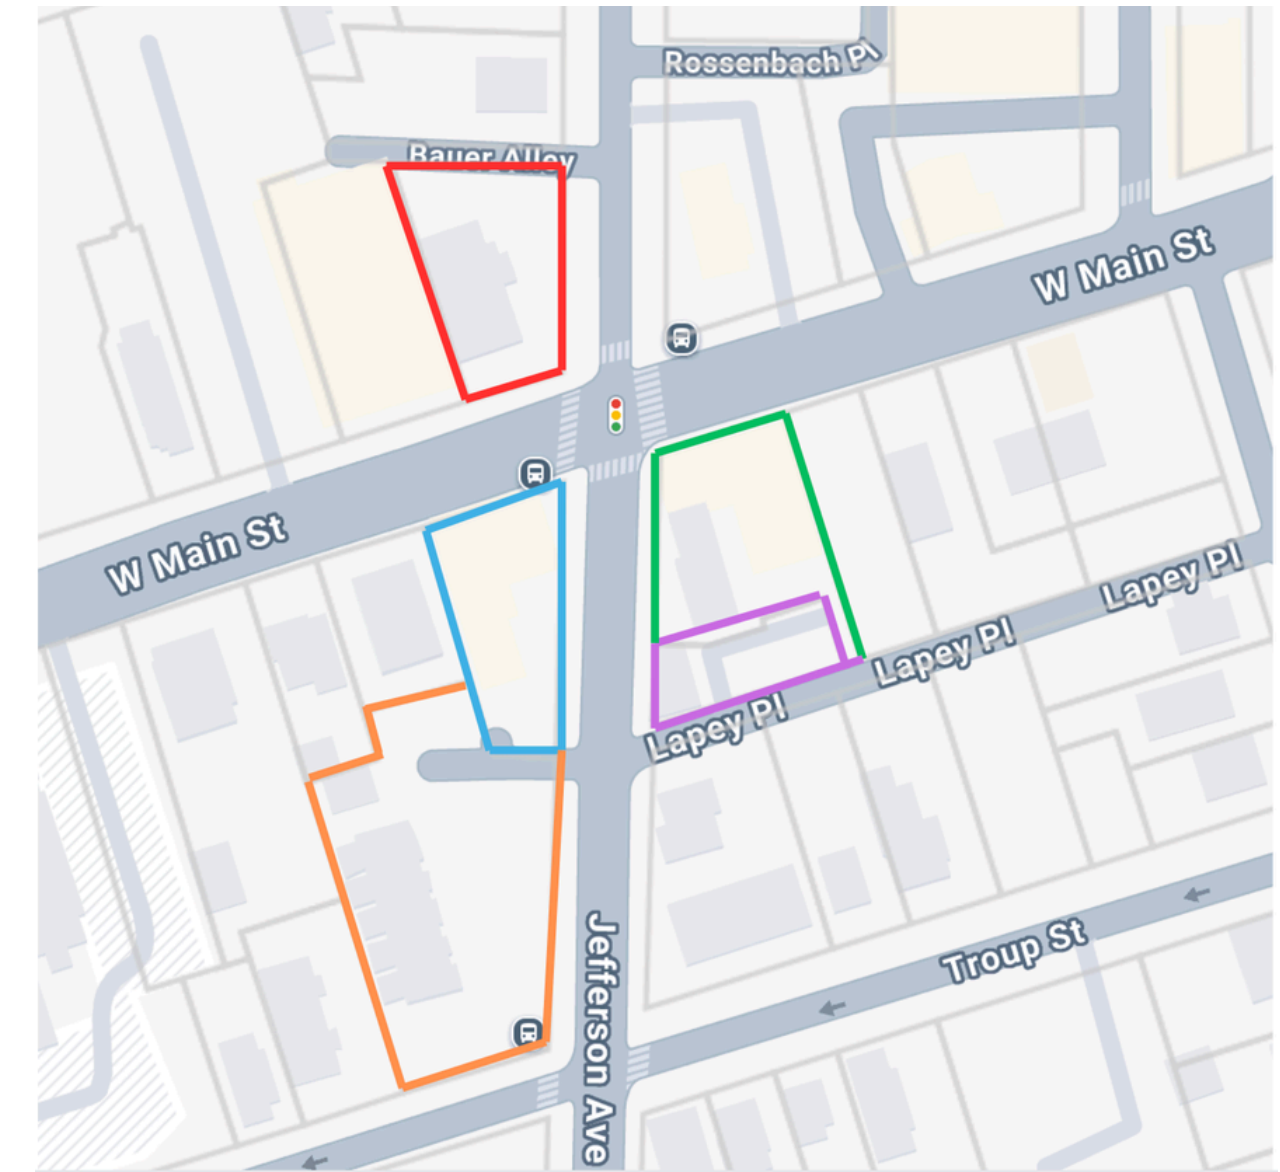 Rossenbach Pl
Bauer Alley
W Main St
W Main St
Lapey Pl
Lapey Pl
Lapey Pl
Jefferson Ave
Troup St